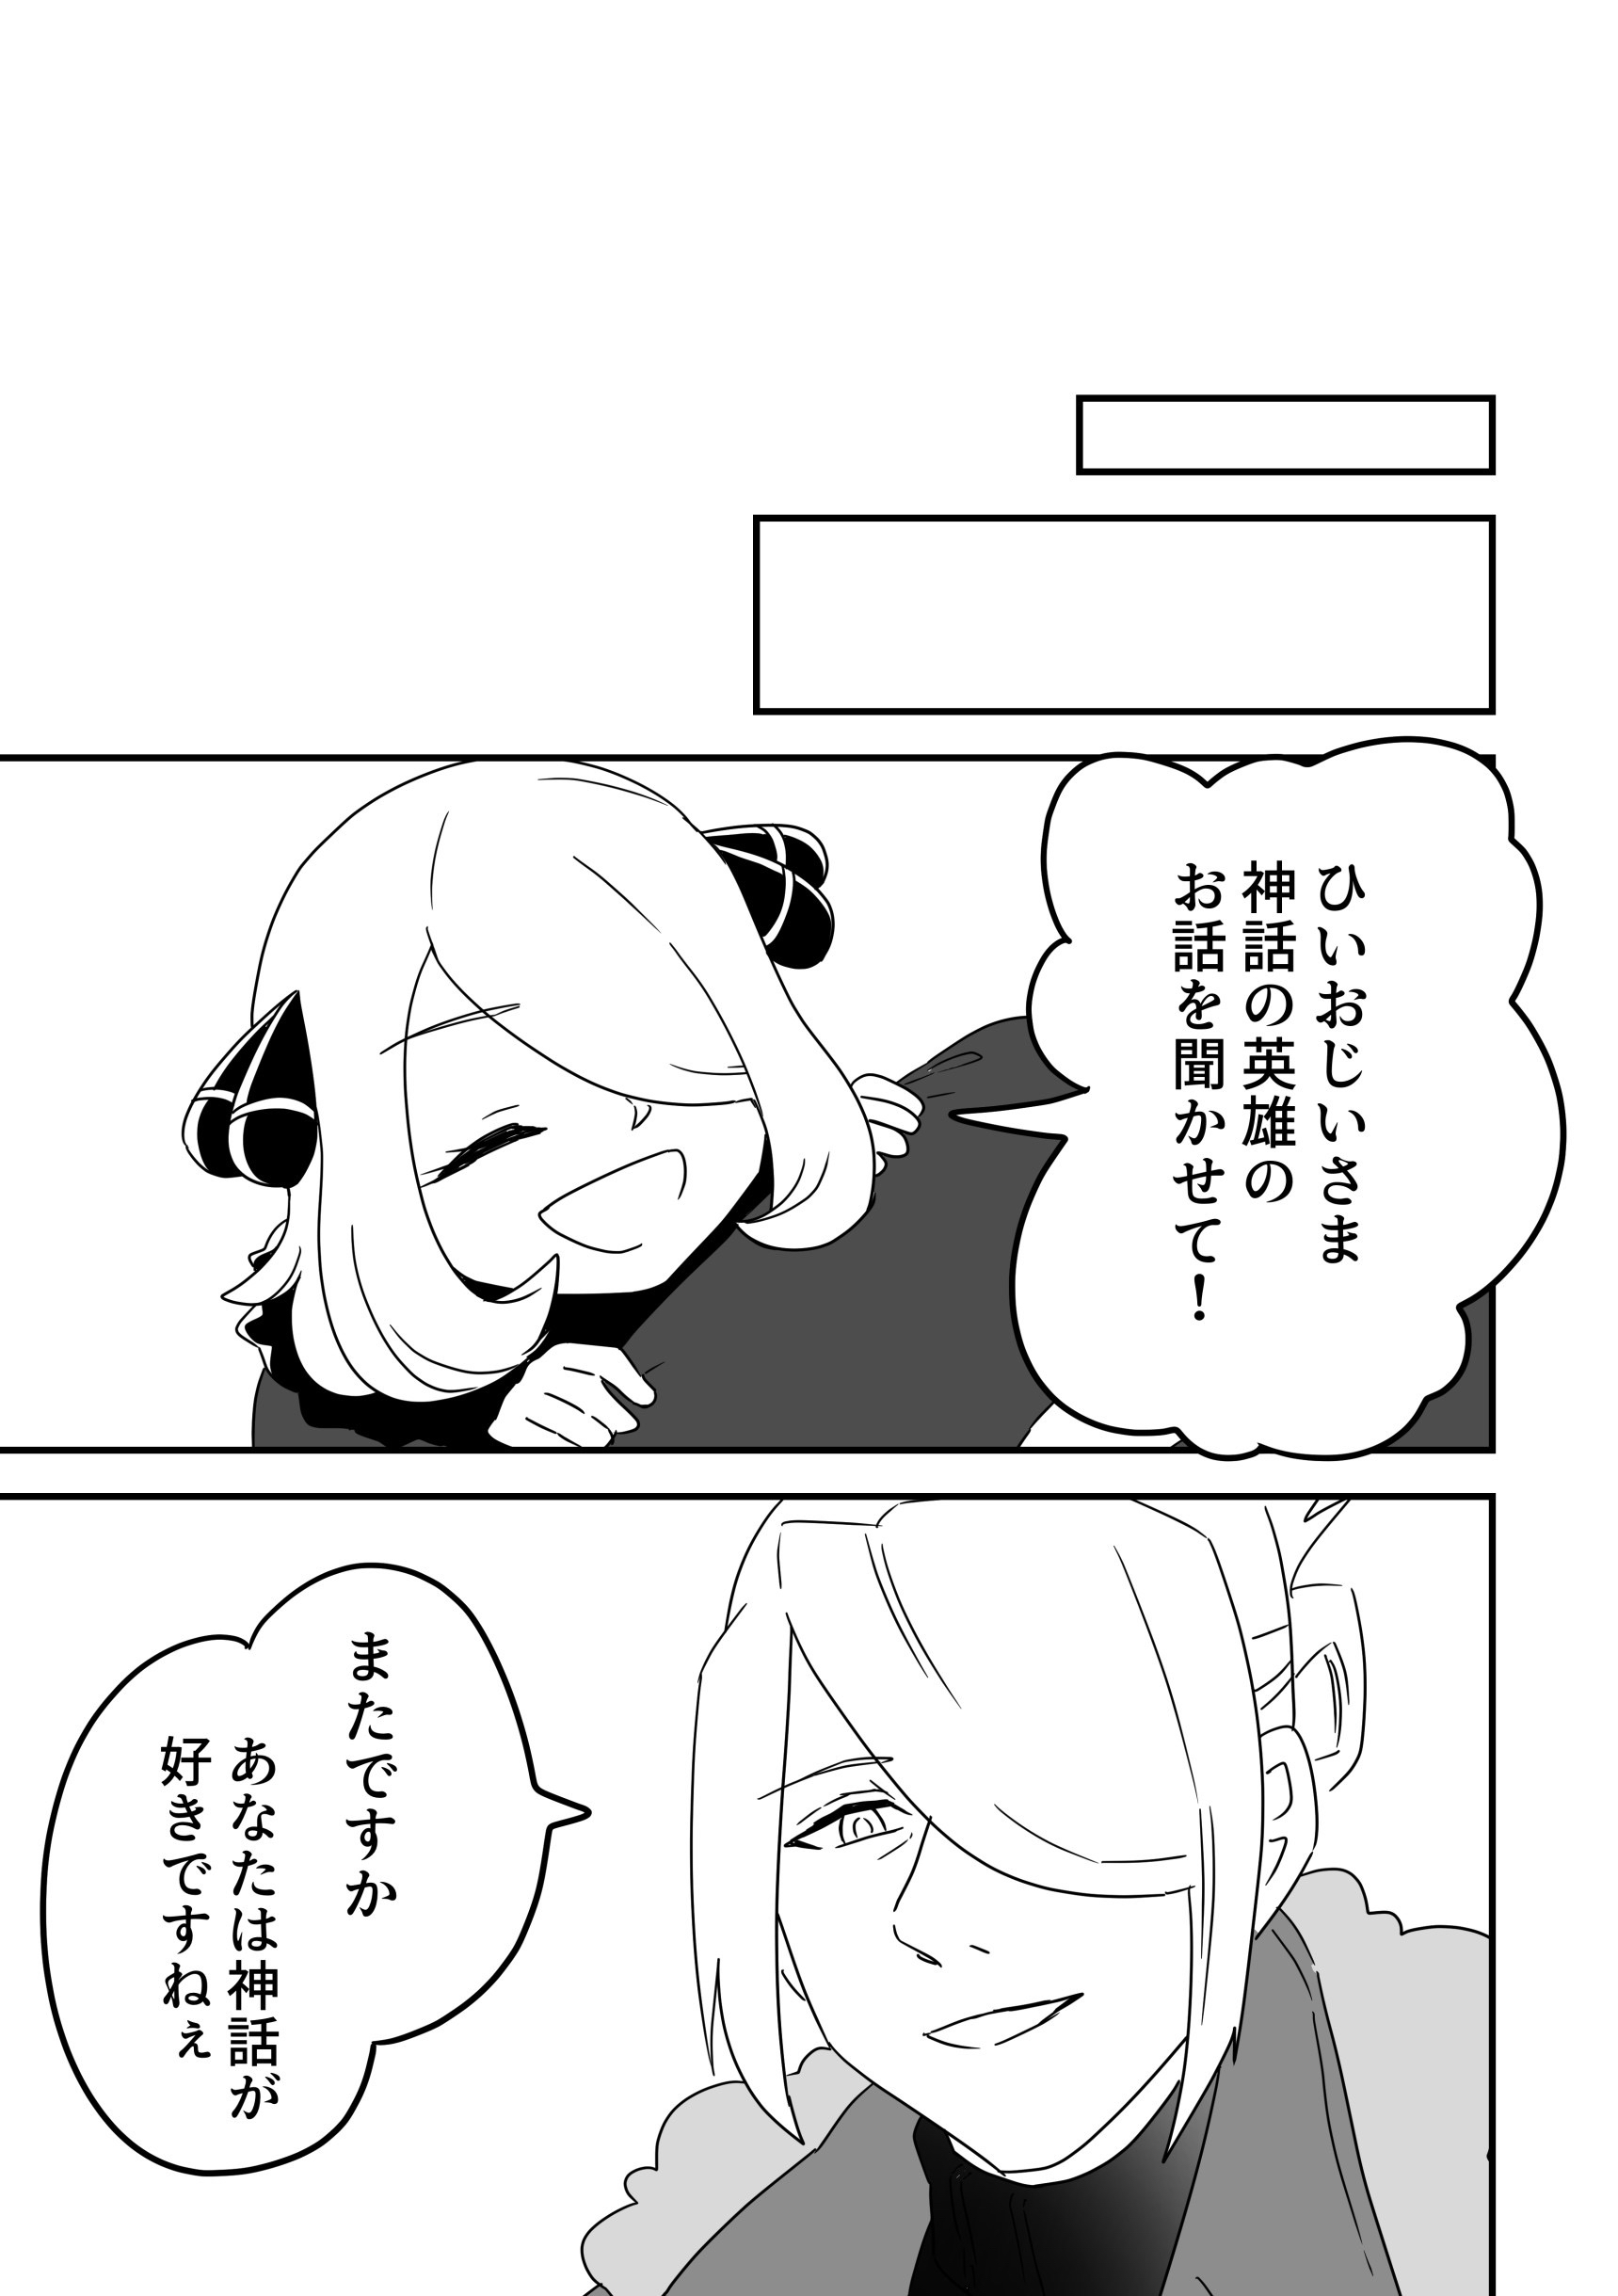 ひいおじいさま
神話の英雄の
お話を聞かせて！
またですか
あなたは神話が
好きですねぇ